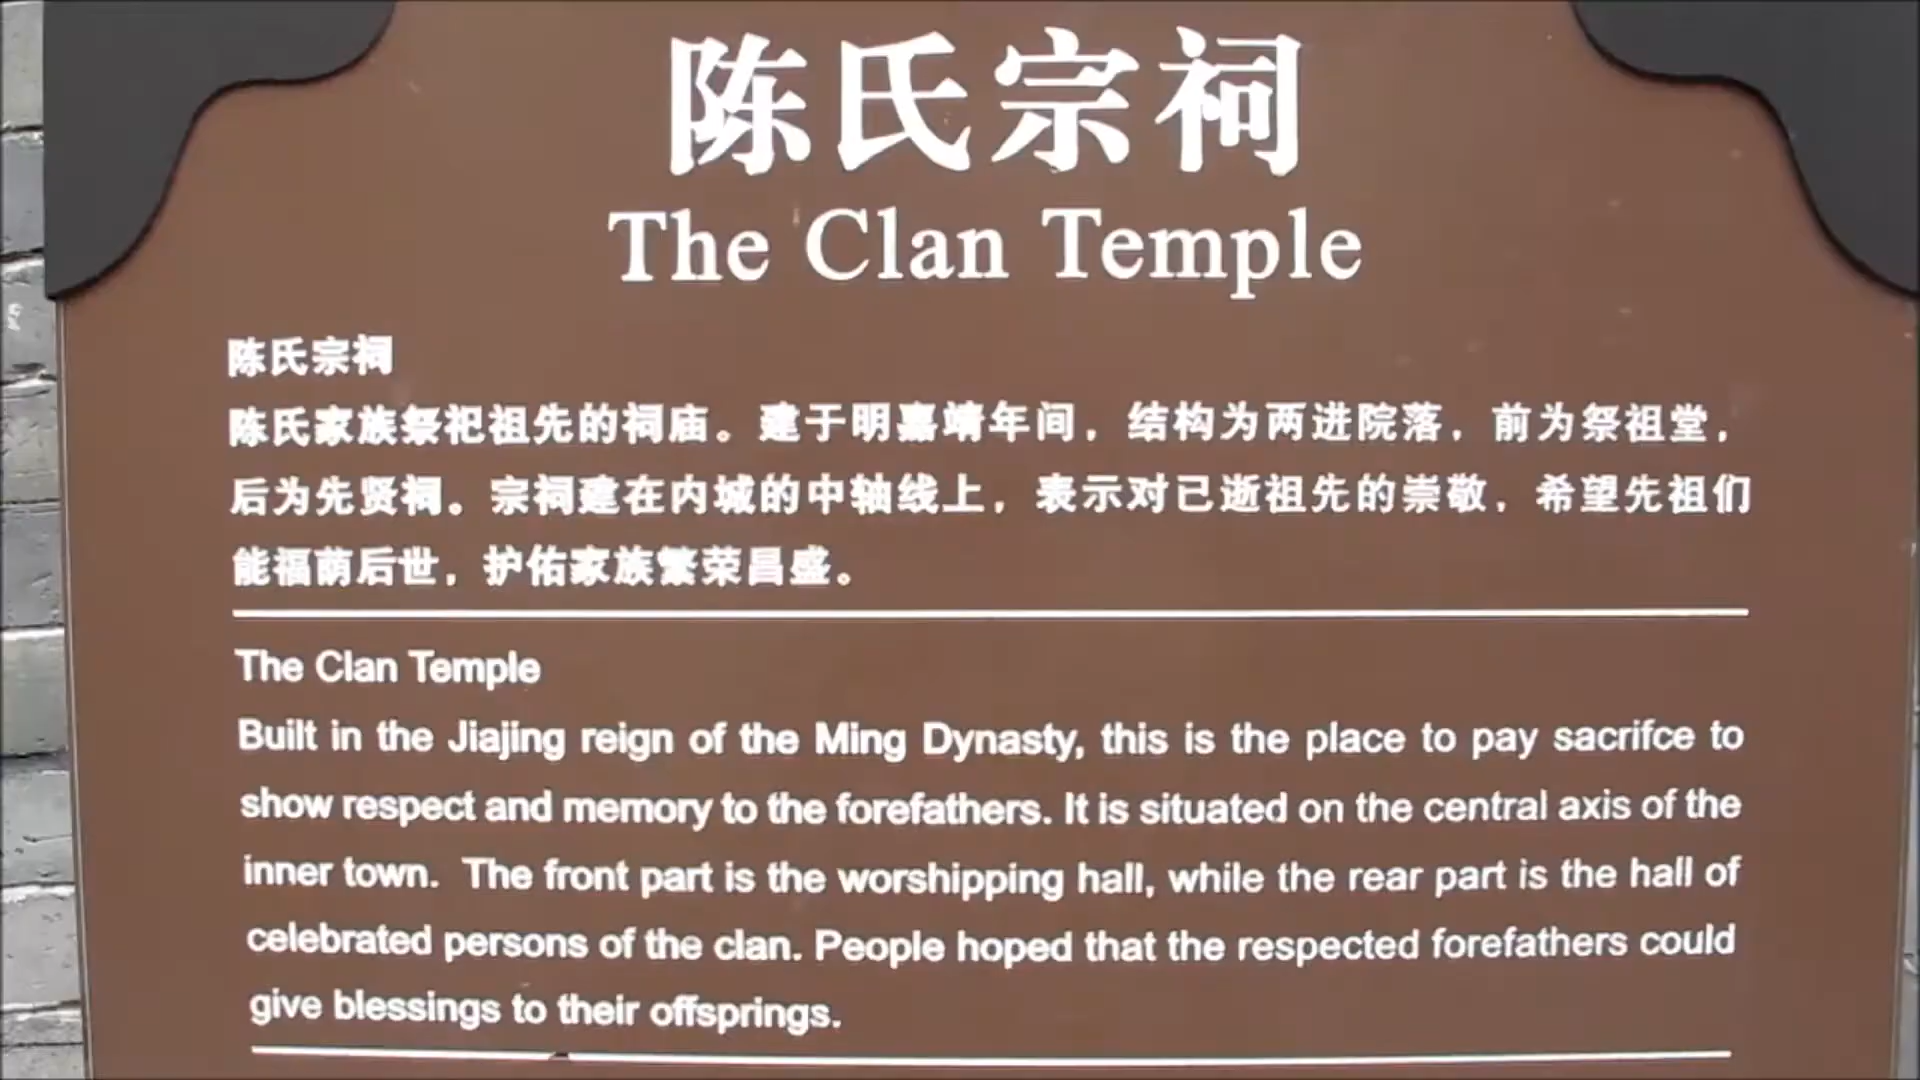 陈氏宗祠
The Clan Temple
陈氏宗祠
陈氏家族祭祀祖先的祠庙。建于明嘉靖年间，结构为两进院落，前为祭祖堂，
后为先贤祠。宗祠建在内城的中轴线上，表示对已逝祖先的崇敬，希望先祖们
能福荫后世，护佑家族繁荣昌盛。
The Clan Temple
Built in the Jiajing reign of the Ming Dynasty, this is the place to pay sacrifce to
show respect and memory to the forefathers. It is situated on the central axis of the
inner town. The front part is the worshipping hall, while the rear part is the hall of
celebrated persons of the clan. People hoped that the respected forefathers could
give blessings to their offsprings.